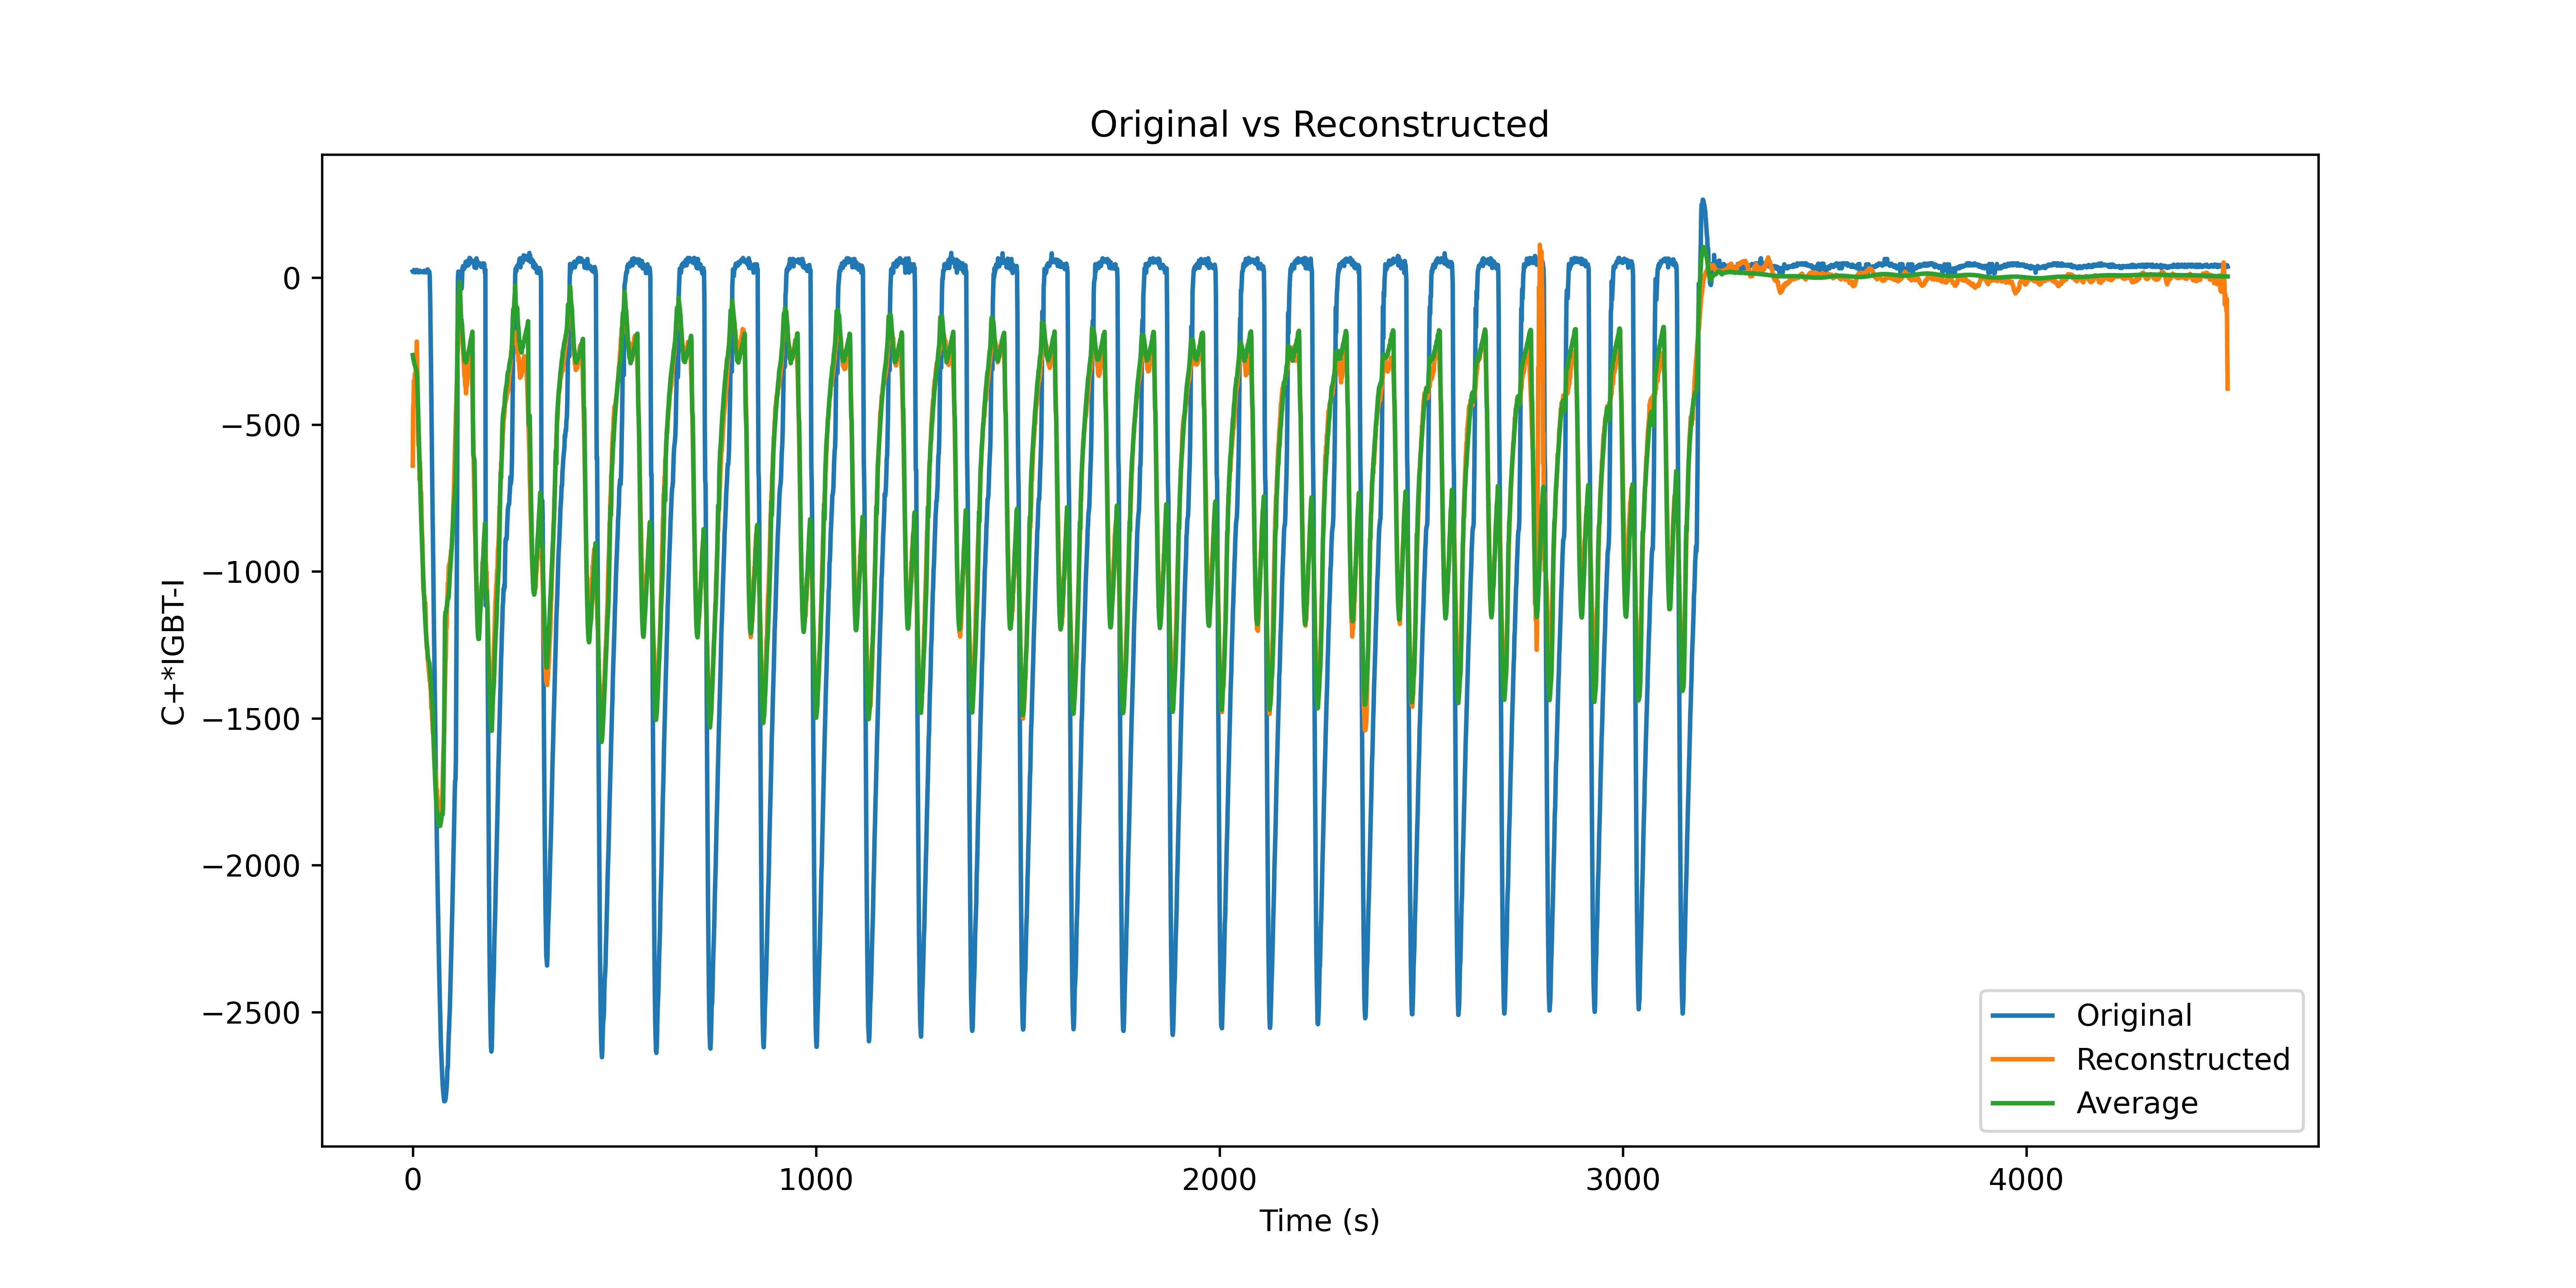 Original vs Reconstructed
C+*IGBT-I
0
−500
−1000
−1500
−2000
−2500
0 1000 2000 3000 4000
Time (s)
Original
Reconstructed
Average